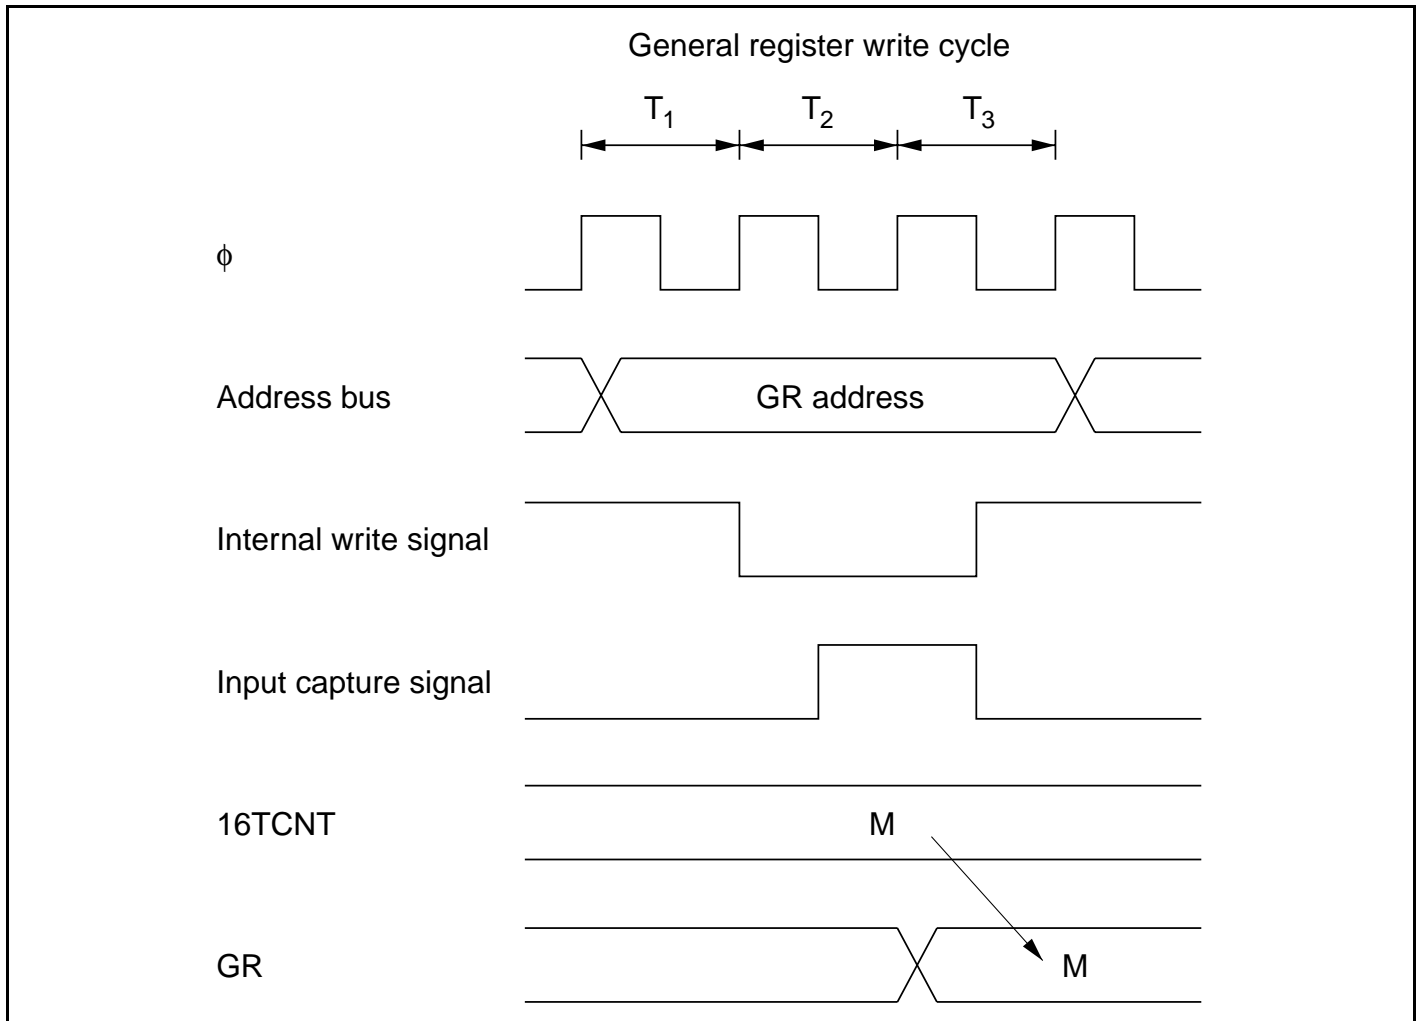 General register write cycle
T1 T2 T3
ϕ
Address bus GR address
Internal write signal
Input capture signal
16TCNT M
GR M